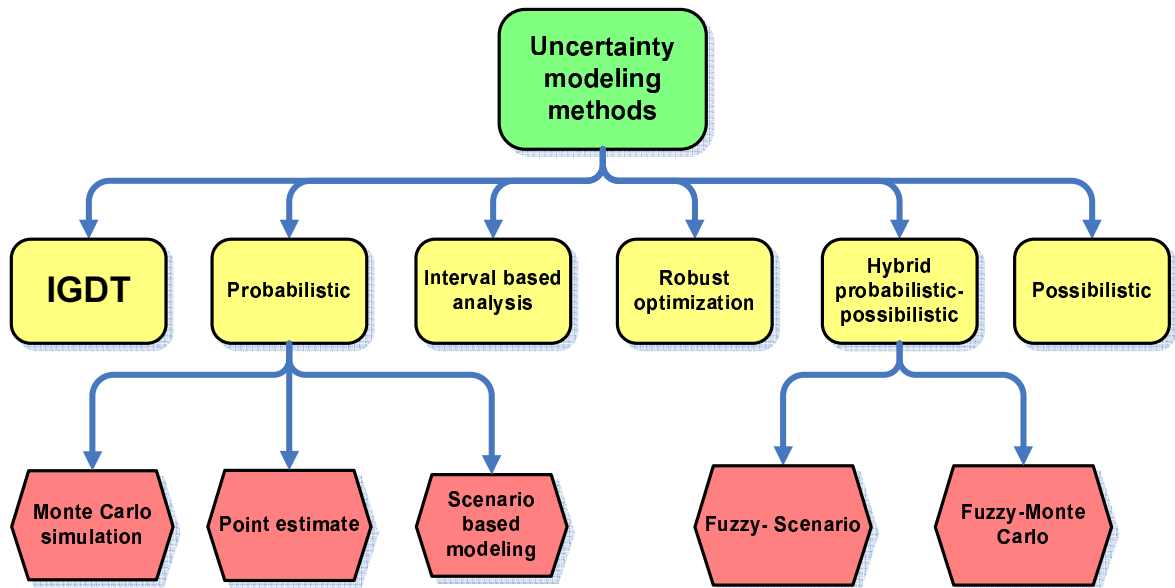 Uncertainty
modeling
methods
IGDT
Probabilistic
Interval based
analysis
Robust
optimization
Hybrid
probabilistic-
possibilistic
Possibilistic
Monte Carlo
simulation
Point estimate
Scenario
based
modeling
Fuzzy- Scenario
Fuzzy-Monte
Carlo